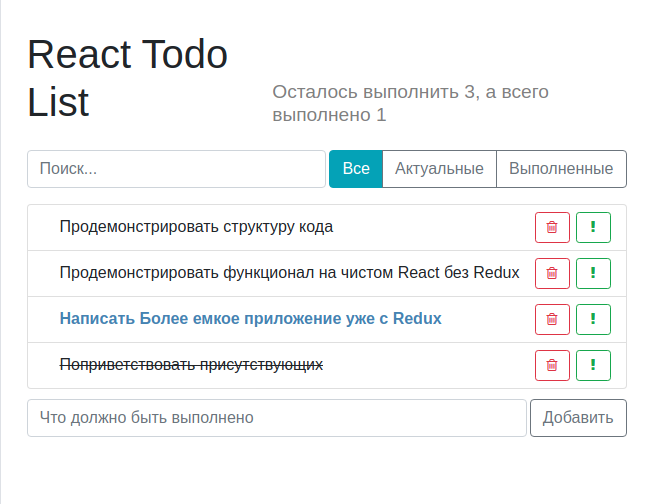 React Todo
List
Осталось выполнить 3, а всего
выполнено 1
Поиск...
Все
Актуальные
Выполненные
Продемонстрировать структуру кода
Продемонстрировать функционал на чистом React без Redux
Написать Более емкое приложение уже с Redux
Поприветствовать присутствующих
Что должно быть выполнено
Добавить